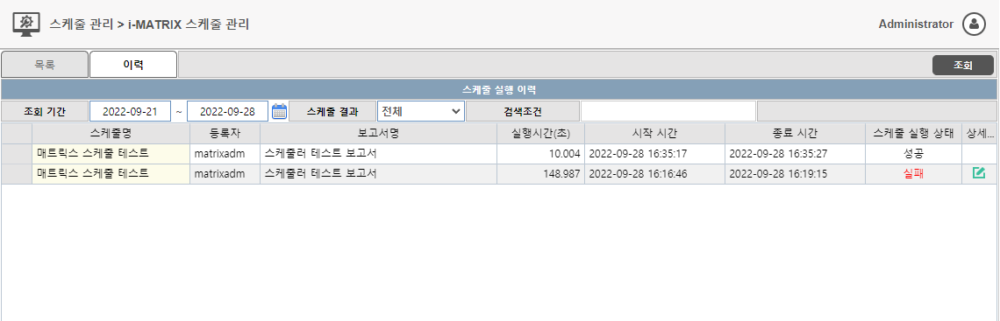 스케줄 관리 > i-MATRIX 스케줄 관리
Administrator
목록 이력 조회
스케줄 실행 이력
조회 기간 2022-09-21 ~ 2022-09-28 스케줄 결과 전체 검색조건
스케줄명 등록자 보고서명 실행시간(초) 시작 시간 종료 시간 스케줄 실행 상태 상세...
매트릭스 스케줄 테스트 matrixadm 스케줄러 테스트 보고서 10.004 2022-09-28 16:35:17 2022-09-28 16:35:27 성공
매트릭스 스케줄 테스트 matrixadm 스케줄러 테스트 보고서 148.987 2022-09-28 16:16:46 2022-09-28 16:19:15 실패